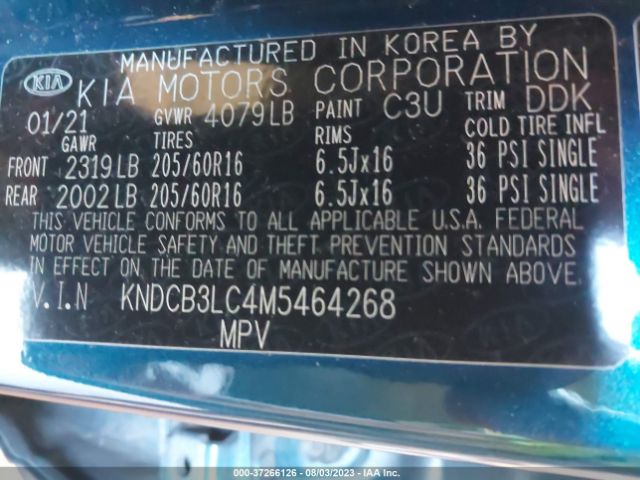 MANUFACTURED IN KOREA BY
KIA KIA MOTORS CORPORATION
01/21 GVWR 4079LB PAINT C3U TRIM DDK
GAWR TIRES RIMS COLD TIRE INFL
FRONT 2319LB 205/60R16 6.5Jx16 36 PSI SINGLE
REAR 2002LB 205/60R16 6.5Jx16 36 PSI SINGLE
THIS VEHICLE CONFORMS TO ALL APPLICABLE U.S.A. FEDERAL
MOTOR VEHICLE SAFETY AND THEFT PREVENTION STANDARDS
IN EFFECT ON THE DATE OF MANUFACTURE SHOWN ABOVE.
V.I.N KNDCB3LC4M5464268
MPV
000-37266126 - 08/03/2023 - IAA Inc.